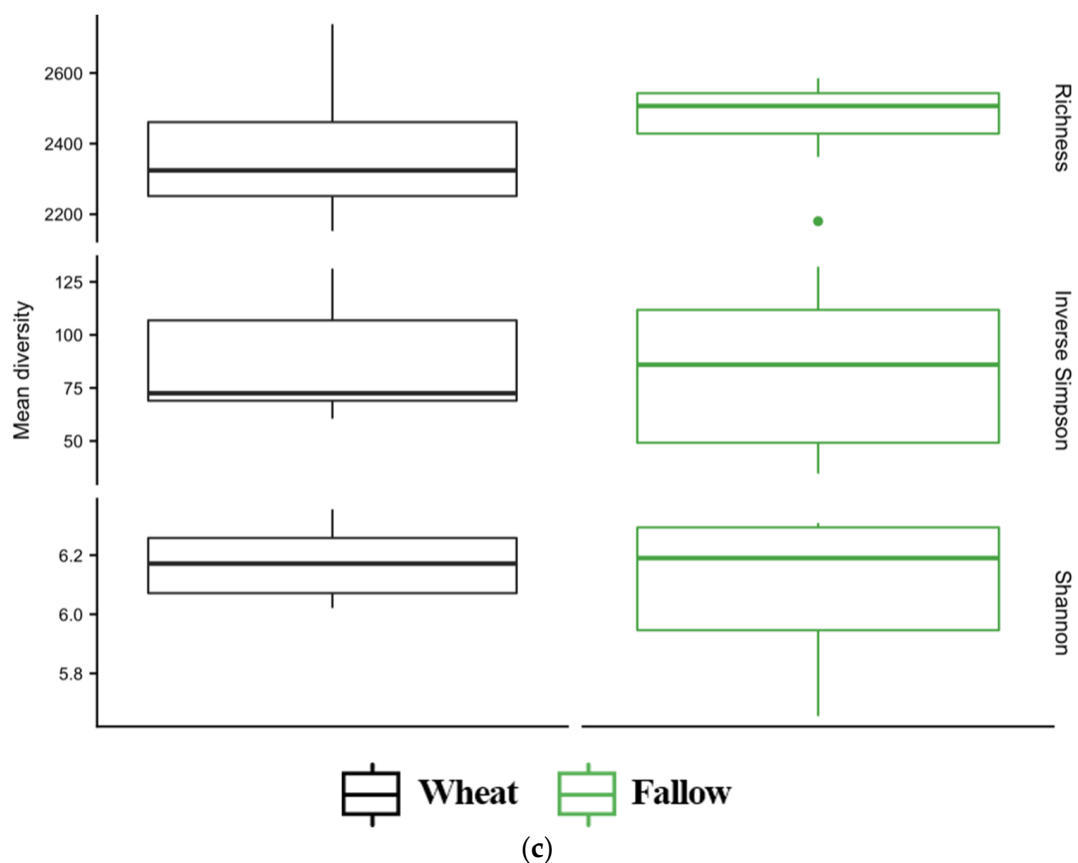 2600
2400
2200
Richness
125
100
75
50
Inverse Simpson
Mean diversity
6.2
6.0
5.8
Shannon
Wheat Fallow
(c)